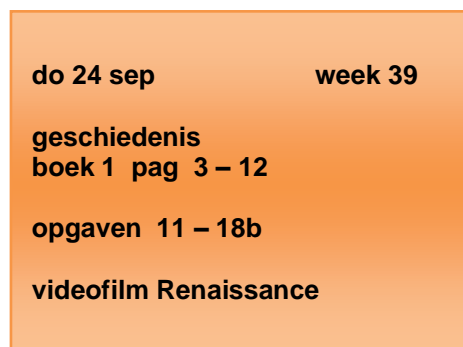 do 24 sep week 39
geschiedenis
boek 1 pag 3 – 12
opgaven 11 – 18b
videofilm Renaissance